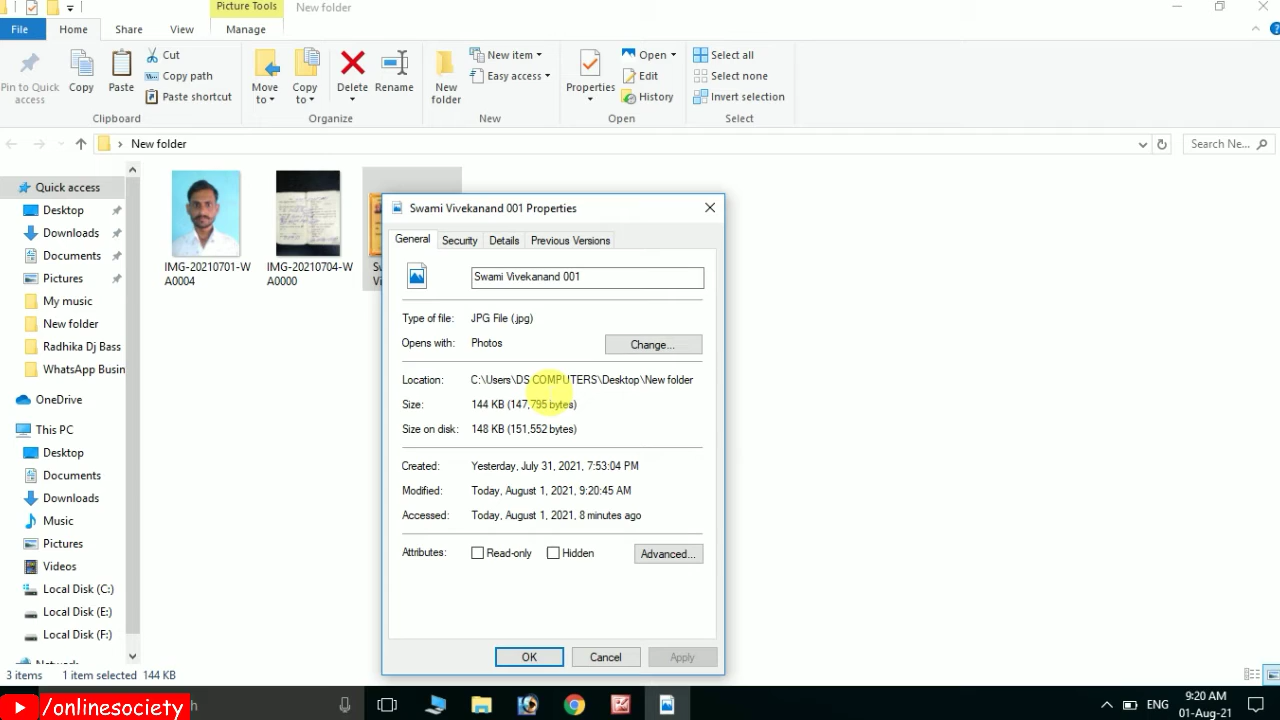 Picture Tools
New folder
File
Home
Share
View
Manage
Pin to Quick access
Copy
Paste
Cut
Copy path
Paste shortcut
Clipboard
Move to
Copy to
Delete
Rename
Organize
New folder
New item
Easy access
New
Properties
Open
Edit
History
Open
Select all
Select none
Invert selection
Select
New folder
Search Ne...
Quick access
Desktop
Downloads
Documents
Pictures
My music
New folder
Radhika Dj Bass
WhatsApp Busin
OneDrive
This PC
Desktop
Documents
Downloads
Music
Pictures
Videos
Local Disk (C:)
Local Disk (E:)
Local Disk (F:)
IMG-20210701-W
A0004
IMG-20210704-W
A0000
Swami Vivekanand 001 Properties
General
Security
Details
Previous Versions
Swami Vivekanand 001
Type of file: JPG File (.jpg)
Opens with: Photos
Change...
Location: C:\Users\DS COMPUTERS\Desktop\New folder
Size: 144 KB (147,795 bytes)
Size on disk: 148 KB (151,552 bytes)
Created: Yesterday, July 31, 2021, 7:53:04 PM
Modified: Today, August 1, 2021, 9:20:45 AM
Accessed: Today, August 1, 2021, 8 minutes ago
Attributes: Read-only Hidden Advanced...
OK
Cancel
Apply
3 items 1 item selected 144 KB
/onlinesociety
ENG
9:20 AM
01-Aug-21